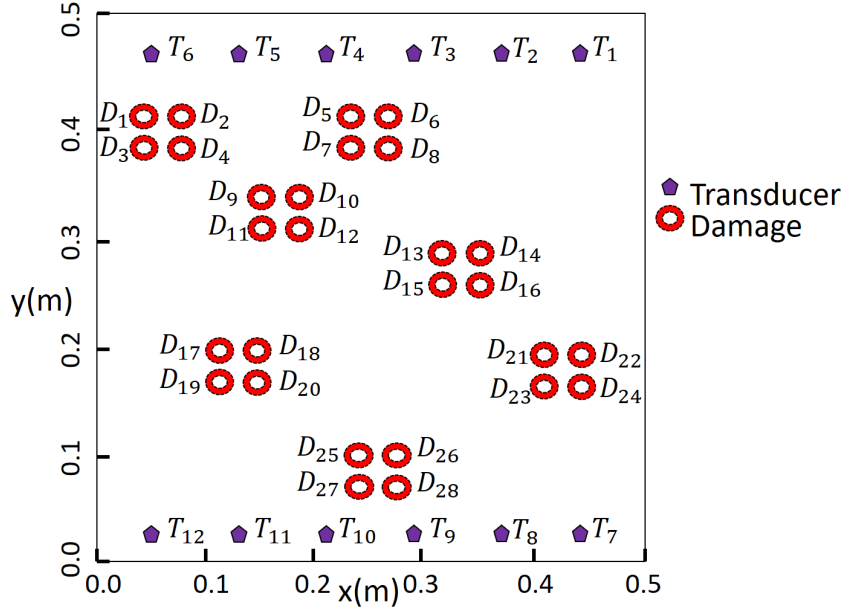 0.5
T₆ T₅ T₄ T₃ T₂ T₁
D₁ D₂ D₅ D₆
0.4
D₃ D₄ D₇ D₈
D₉ D₁₀
Transducer
D₁₁ D₁₂
Damage
0.3
D₁₃ D₁₄
D₁₅ D₁₆
y(m)
0.2
D₁₇ D₁₈ D₂₁ D₂₂
D₁₉ D₂₀ D₂₃ D₂₄
0.1
D₂₅ D₂₆
D₂₇ D₂₈
T₁₂ T₁₁ T₁₀ T₉ T₈ T₇
0.0
0.0 0.1 0.2 0.3 0.4 0.5
x(m)